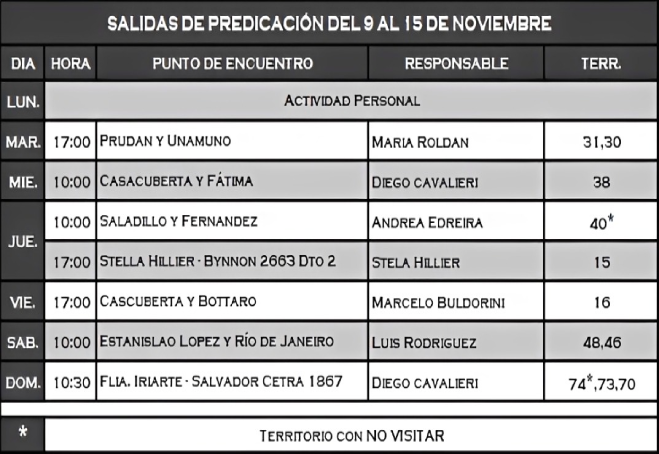 SALIDAS DE PREDICACIÓN DEL 9 AL 15 DE NOVIEMBRE
DIA HORA PUNTO DE ENCUENTRO RESPONSABLE TERR.
LUN. ACTIVIDAD PERSONAL
MAR. 17:00 PRUDAN Y UNAMUNO MARIA ROLDAN 31,30
MIE. 10:00 CASACUBERTA Y FÁTIMA DIEGO CAVALIERI 38
JUE. 10:00 SALADILLO Y FERNANDEZ ANDREA EDREIRA 40*
17:00 STELLA HILLIER - BYNNON 2663 DTO 2 STELA HILLIER 15
VIE. 17:00 CASCUBERTA Y BOTTARO MARCELO BULDORINI 16
SAB. 10:00 ESTANISLAO LOPEZ Y RÍO DE JANEIRO LUIS RODRIGUEZ 48,46
DOM. 10:30 FLIA. IRIARTE - SALVADOR CETRA 1867 DIEGO CAVALIERI 74*,73,70
* TERRITORIO CON NO VISITAR